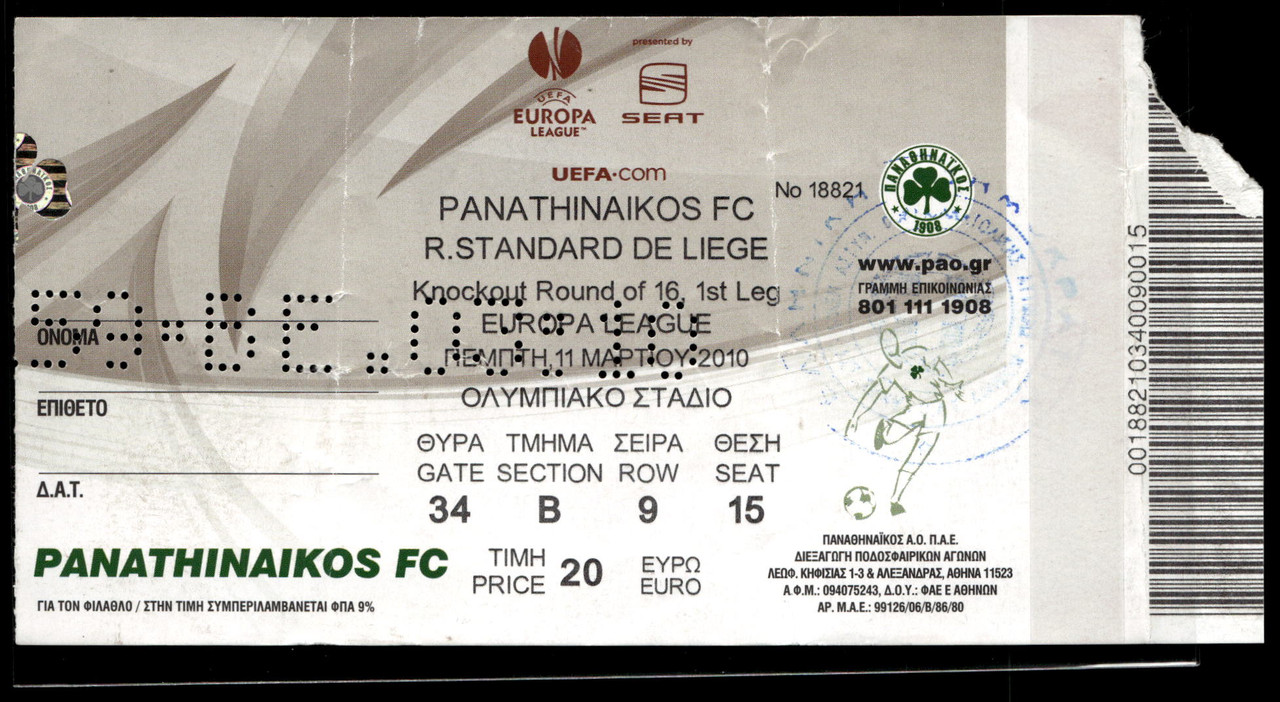 UEFA
EUROPA
LEAGUE™
presented by
SEAT
UEFA.com
PANATHINAIKOS FC
R.STANDARD DE LIEGE
Knockout Round of 16, 1st Leg
EUROPA LEAGUE
ΠΕΜΠΤΗ,11 ΜΑΡΤΙΟΥ 2010
ΟΛΥΜΠΙΑΚΟ ΣΤΑΔΙΟ
No 18821
ΠΑΝΑΘΗΝΑΪΚΟΣ
1908
www.pao.gr
ΓΡΑΜΜΗ ΕΠΙΚΟΙΝΩΝΙΑΣ
801 111 1908
ΟΝΟΜΑ
ΕΠΙΘΕΤΟ
Δ.Α.Τ.
ΘΥΡΑ ΤΜΗΜΑ ΣΕΙΡΑ ΘΕΣΗ
GATE SECTION ROW SEAT
34 B 9 15
PANATHINAIKOS FC
ΤΙΜΗ
PRICE
20
ΕΥΡΩ
EURO
ΓΙΑ ΤΟΝ ΦΙΛΑΘΛΟ / ΣΤΗΝ ΤΙΜΗ ΣΥΜΠΕΡΙΛΑΜΒΑΝΕΤΑΙ ΦΠΑ 9%
ΠΑΝΑΘΗΝΑΪΚΟΣ Α.Ο. Π.Α.Ε.
ΔΙΕΞΑΓΩΓΗ ΠΟΔΟΣΦΑΙΡΙΚΩΝ ΑΓΩΝΩΝ
ΛΕΩΦ. ΚΗΦΙΣΙΑΣ 1-3 & ΑΛΕΞΑΝΔΡΑΣ, ΑΘΗΝΑ 11523
Α.Φ.Μ.: 094075243, Δ.Ο.Υ.: ΦΑΕ Ε ΑΘΗΝΩΝ
ΑΡ. Μ.Α.Ε.: 99126/06/Β/86/80
00188210340090015